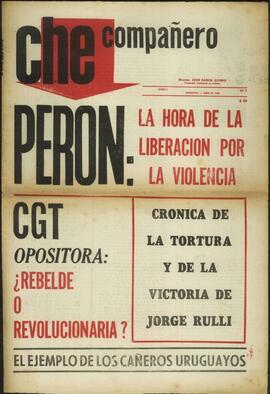 che compañero
PERON:
LA HORA DE LA
LIBERACION POR
LA VIOLENCIA
CGT
OPOSITORA:
¿REBELDE
O
REVOLUCIONARIA?
CRONICA DE
LA TORTURA
Y DE LA
VICTORIA DE
JORGE RULLI
EL EJEMPLO DE LOS CAÑEROS URUGUAYOS